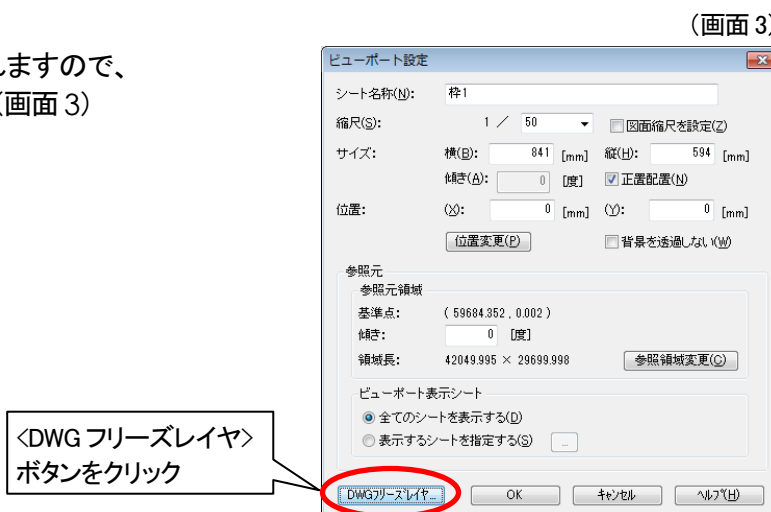 （画面 3）
れますので、
（画面 3）
ビューポート設定
シート名称(N): 枠1
縮尺(S): 1 ／ 50 図面縮尺を設定(Z)
サイズ: 横(B): 841 [mm] 縦(H): 594 [mm]
傾き(A): 0 [度] 正置配置(N)
位置: (X): 0 [mm] (Y): 0 [mm]
位置変更(P) 背景を透過しない(W)
参照元
参照元領域
基準点: ( 59684.352 , 0.002 )
傾き: 0 [度]
領域長: 42049.995 × 29699.998 参照領域変更(C)
ビューポート表示シート
全てのシートを表示する(D)
表示するシートを指定する(S) ...
<DWG フリーズレイヤ>
ボタンをクリック
DWGフリーズレイヤ... OK キャンセル ヘルプ(H)